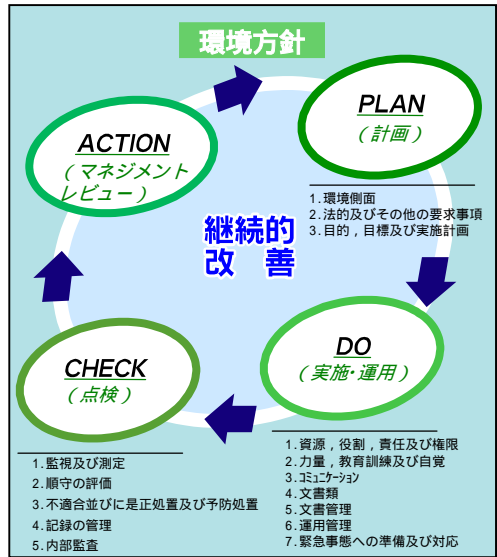 環境方針
PLAN
(計画)
1.環境側面
2.法的及びその他の要求事項
3.目的,目標及び実施計画
ACTION
(マネジメント
レビュー)
継続的
改 善
DO
(実施・運用)
1.資源,役割,責任及び権限
2.力量,教育訓練及び自覚
3.ｺﾐｭﾆｹｰｼｮﾝ
4.文書類
5.文書管理
6.運用管理
7.緊急事態への準備及び対応
CHECK
(点検)
1.監視及び測定
2.順守の評価
3.不適合並びに是正処置及び予防処置
4.記録の管理
5.内部監査